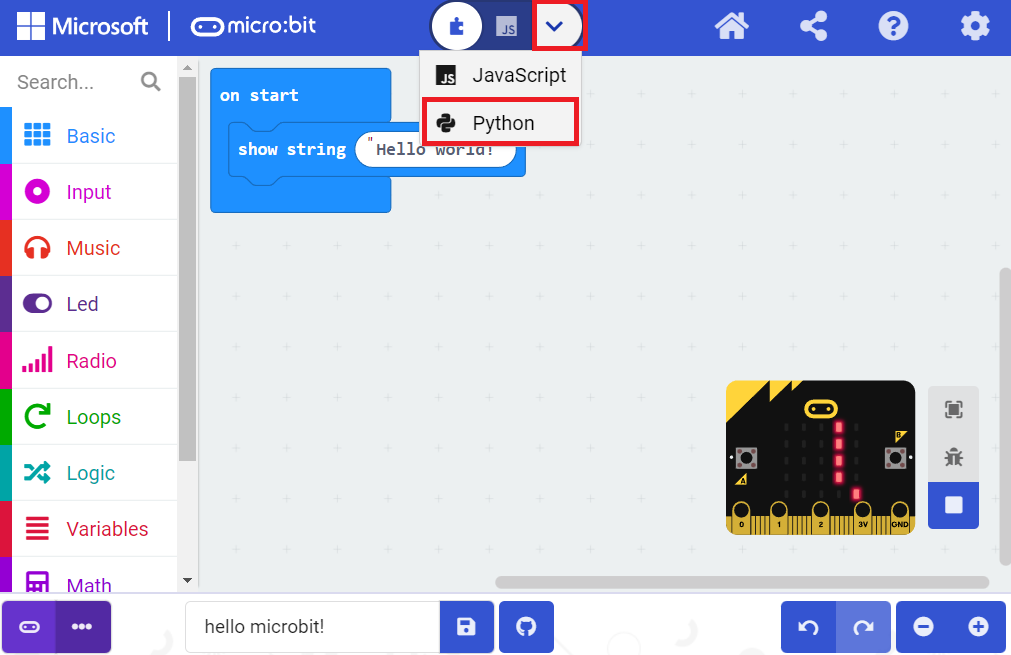 Microsoft
micro:bit
JS
JS JavaScript
Python
Search...
Basic
Input
Music
Led
Radio
Loops
Logic
Variables
Math
on start
show string "Hello world!
A
B
0 1 2 3V GND
hello microbit!